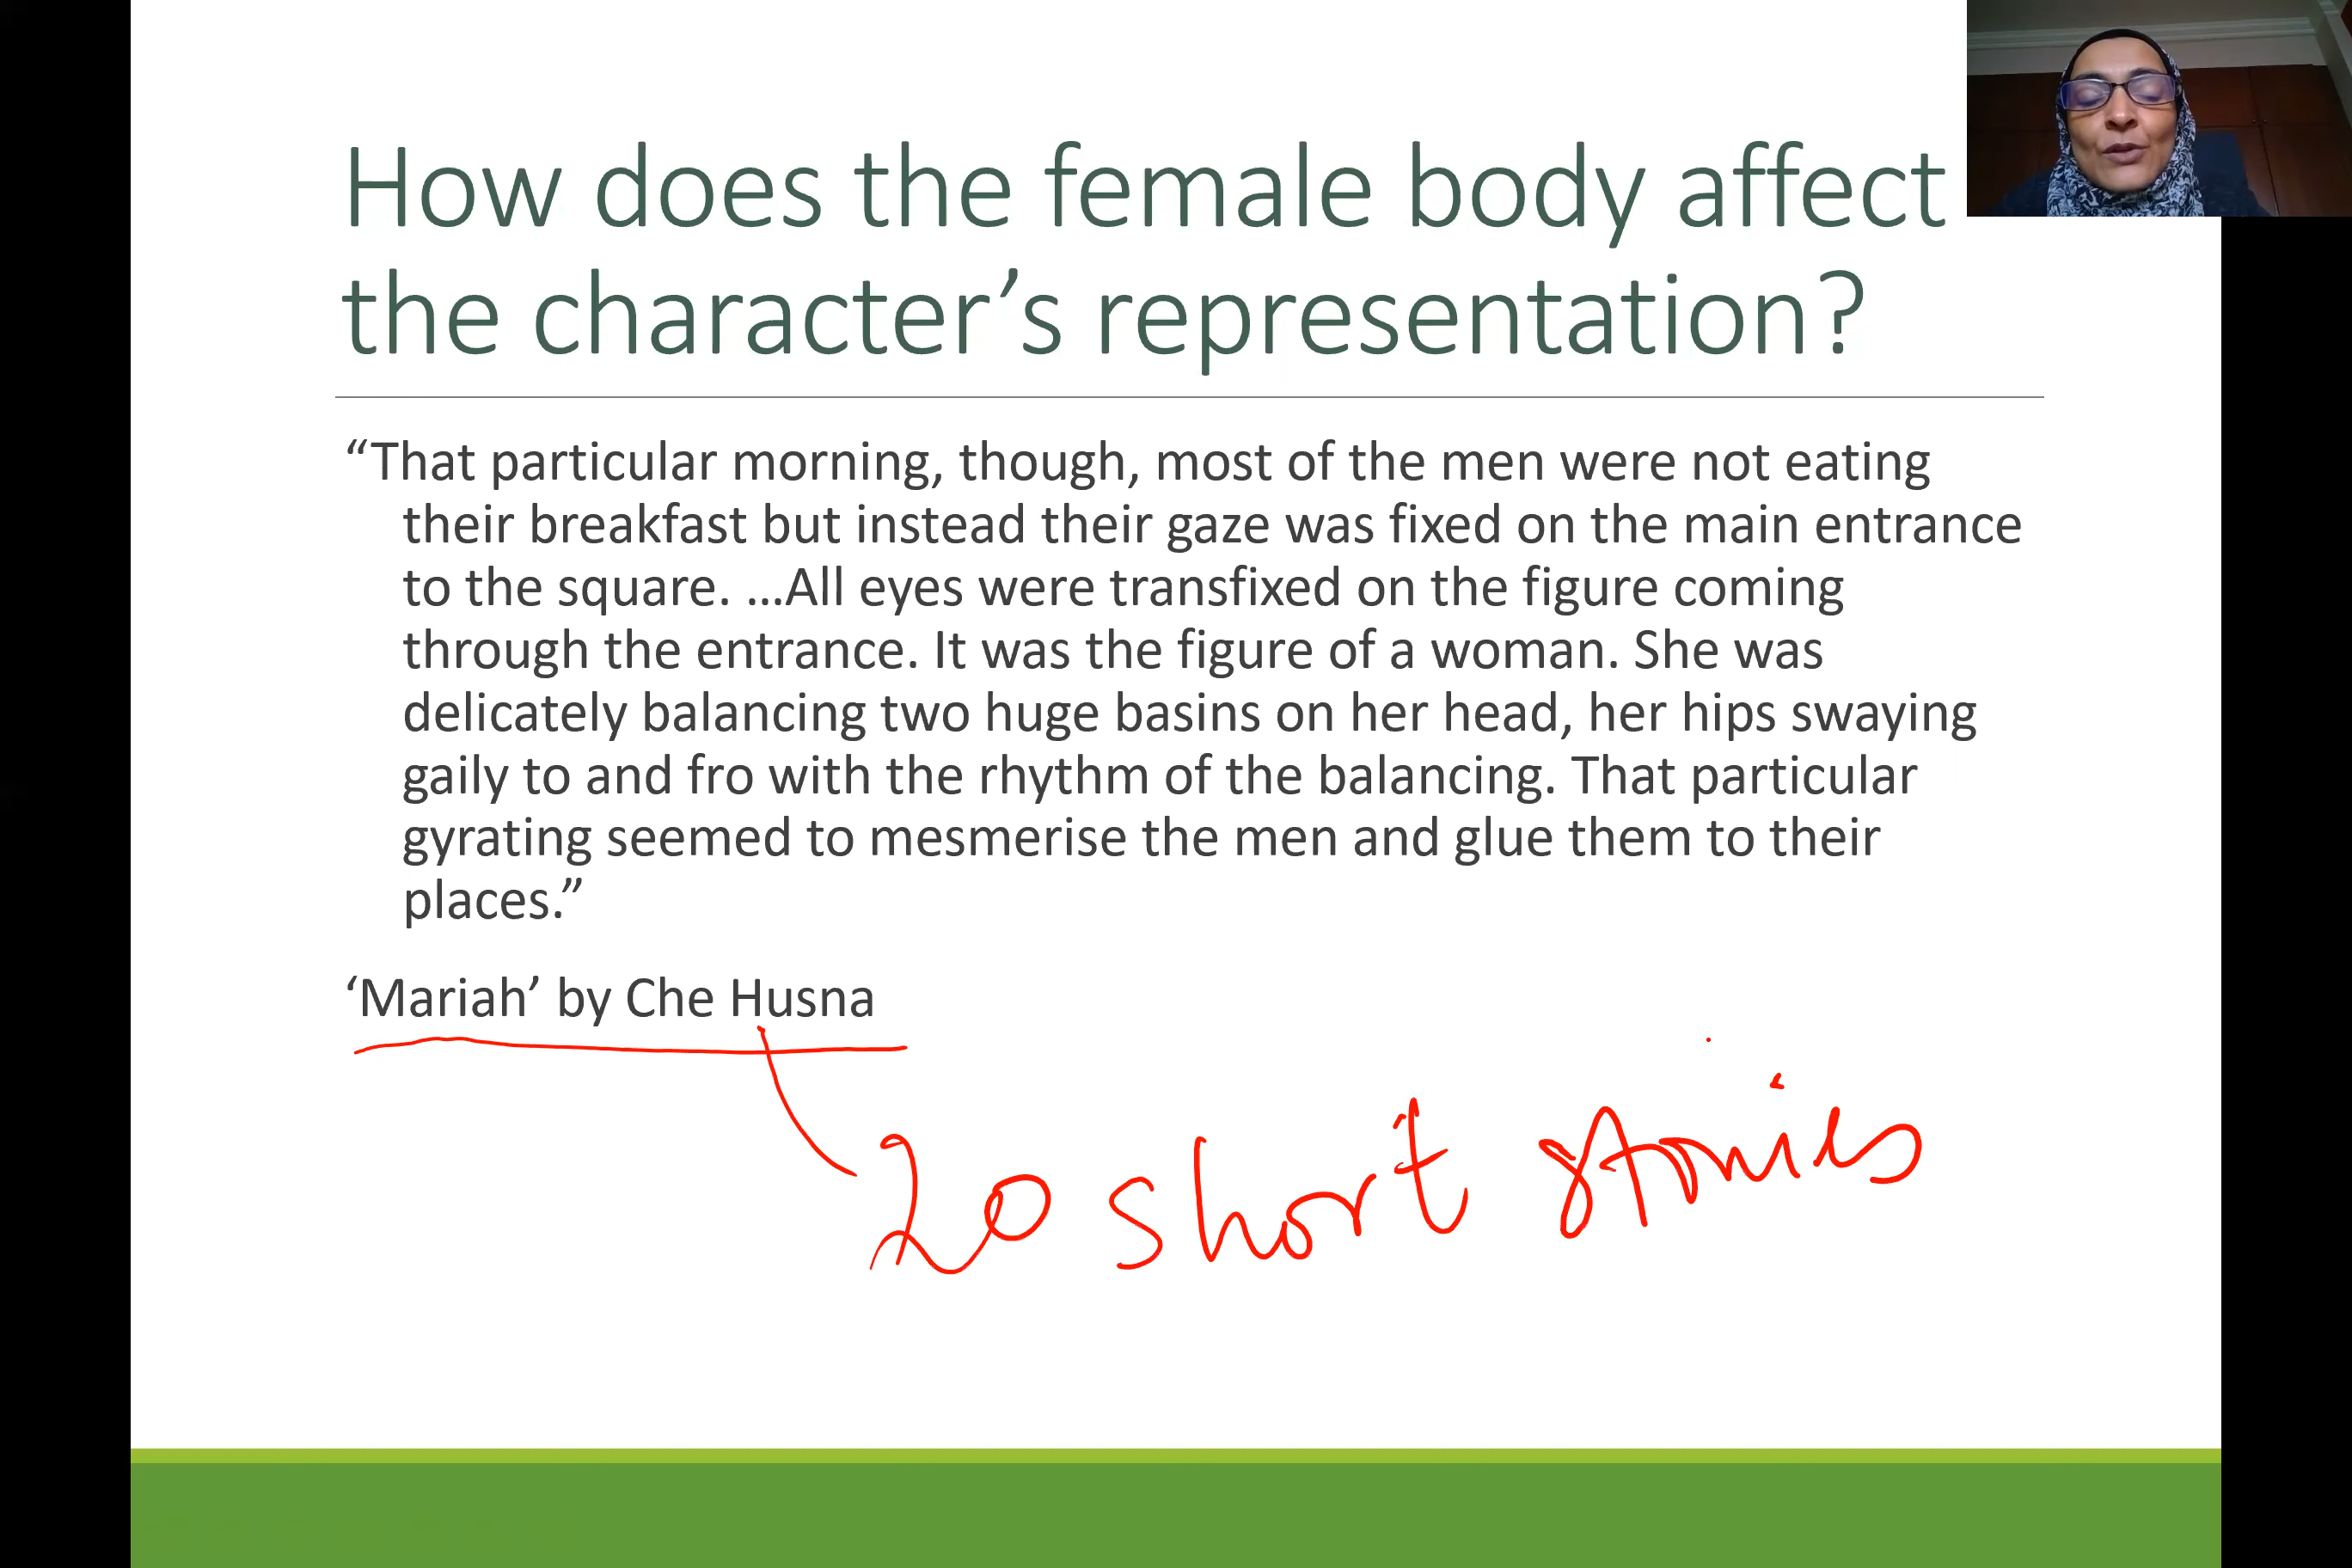 How does the female body affect
the character’s representation?
“That particular morning, though, most of the men were not eating
their breakfast but instead their gaze was fixed on the main entrance
to the square. …All eyes were transfixed on the figure coming
through the entrance. It was the figure of a woman. She was
delicately balancing two huge basins on her head, her hips swaying
gaily to and fro with the rhythm of the balancing. That particular
gyrating seemed to mesmerise the men and glue them to their
places.”
‘Mariah’ by Che Husna
20 short stories